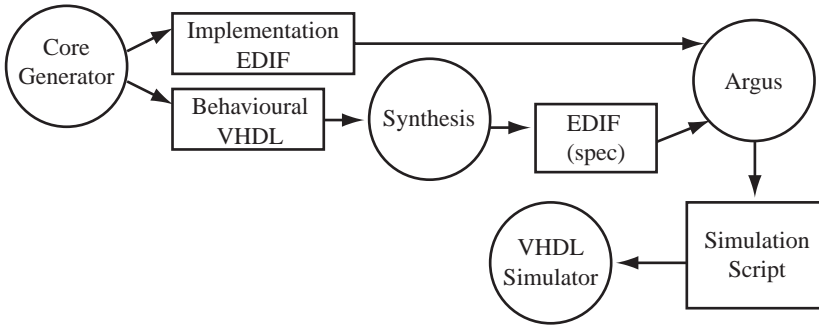 Core
Generator
Implementation
EDIF
Behavioural
VHDL
Synthesis
EDIF
(spec)
Argus
Simulation
Script
VHDL
Simulator